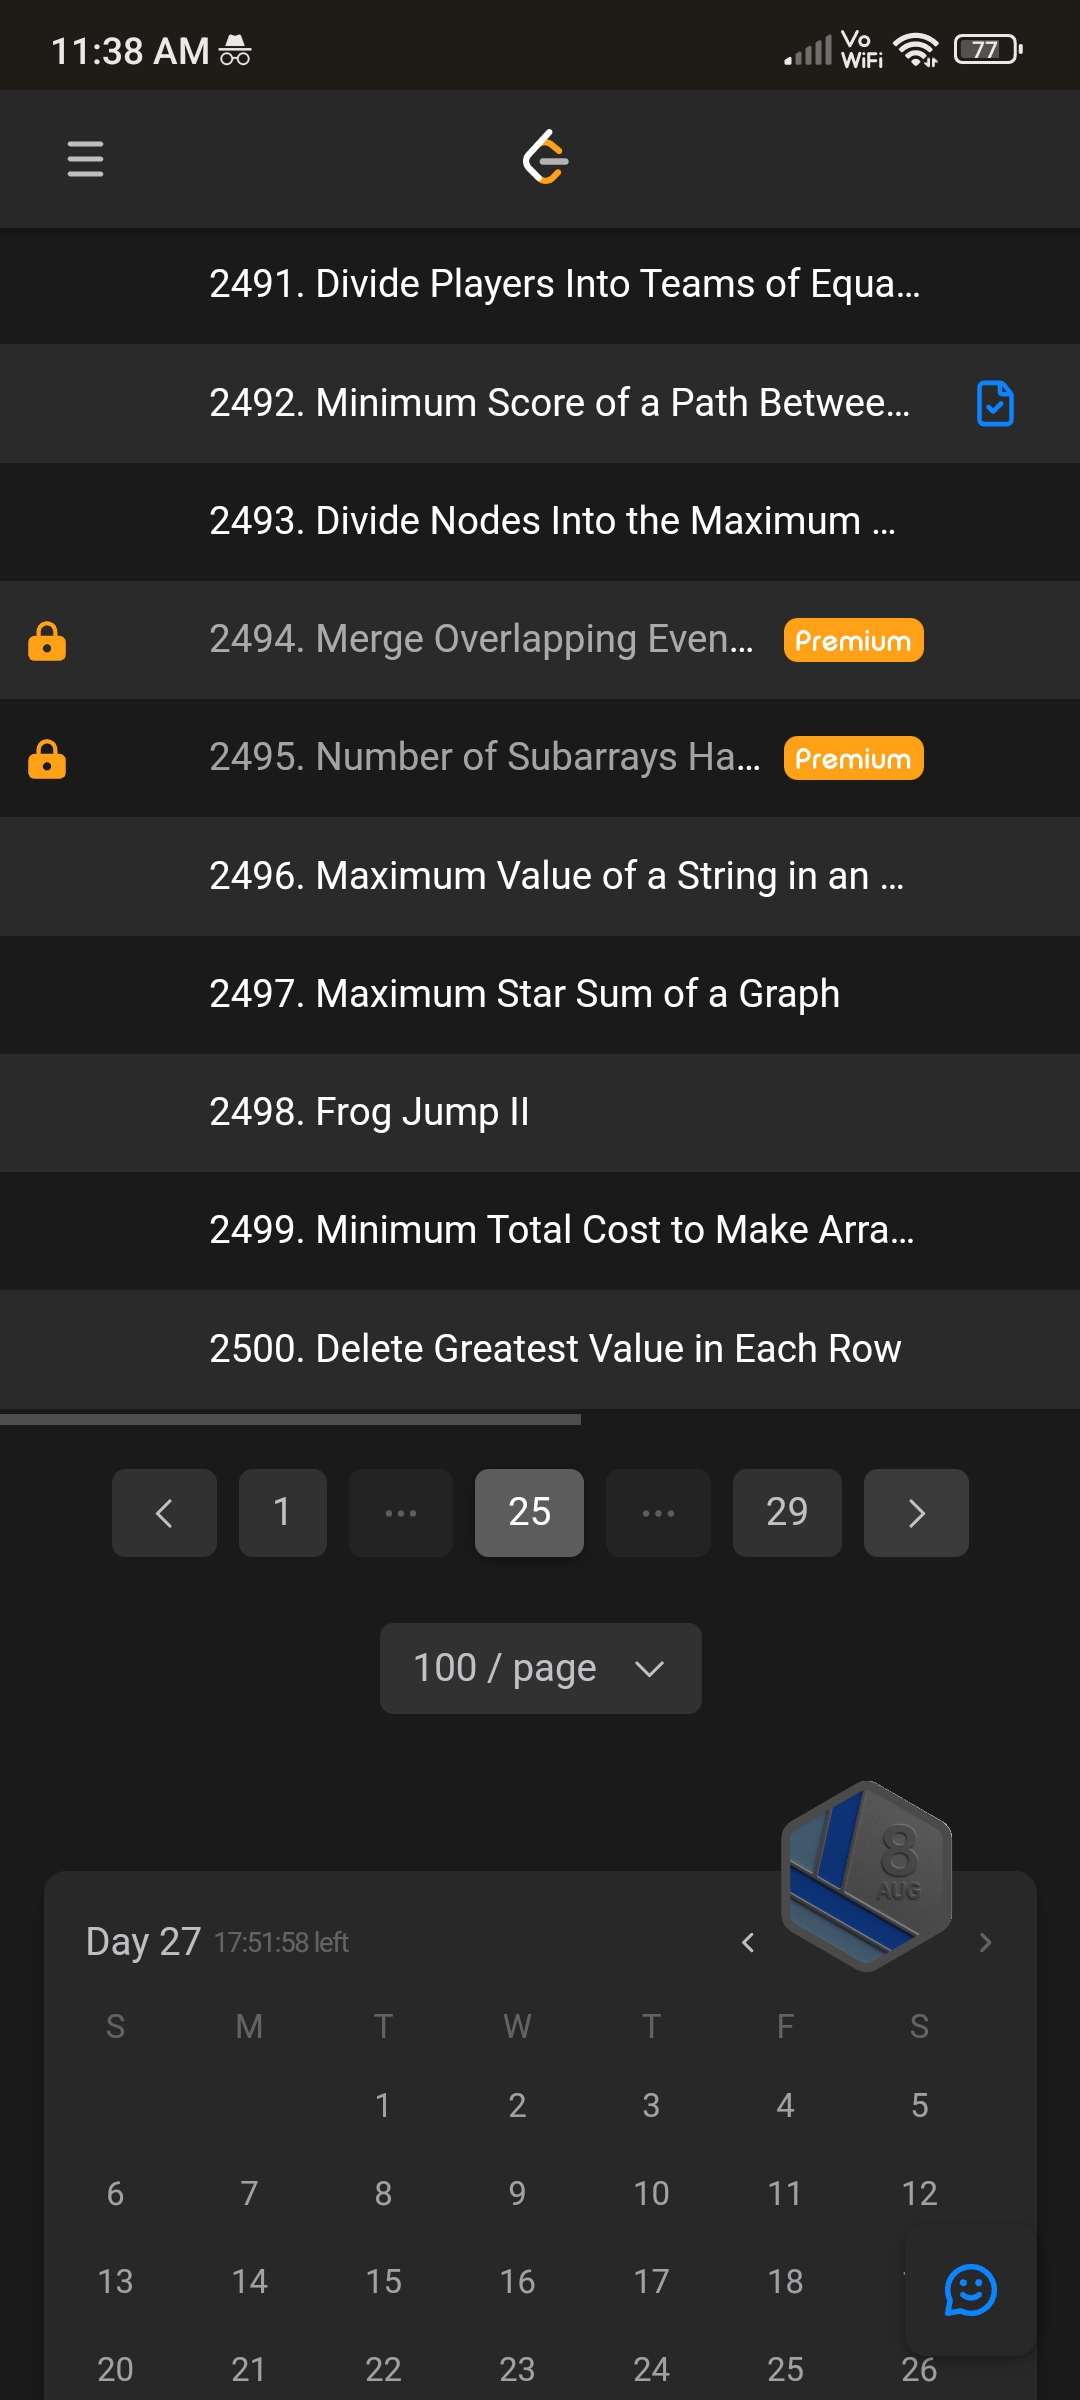 11:38 AM
Vo
WiFi
77
2491. Divide Players Into Teams of Equa...
2492. Minimum Score of a Path Betwee...
2493. Divide Nodes Into the Maximum ...
2494. Merge Overlapping Even... Premium
2495. Number of Subarrays Ha... Premium
2496. Maximum Value of a String in an ...
2497. Maximum Star Sum of a Graph
2498. Frog Jump II
2499. Minimum Total Cost to Make Arra...
2500. Delete Greatest Value in Each Row
< 1 ... 25 ... 29 >
100 / page
8
AUG
Day 27 17:51:58 left < >
S M T W T F S
1 2 3 4 5
6 7 8 9 10 11 12
13 14 15 16 17 18
20 21 22 23 24 25 26